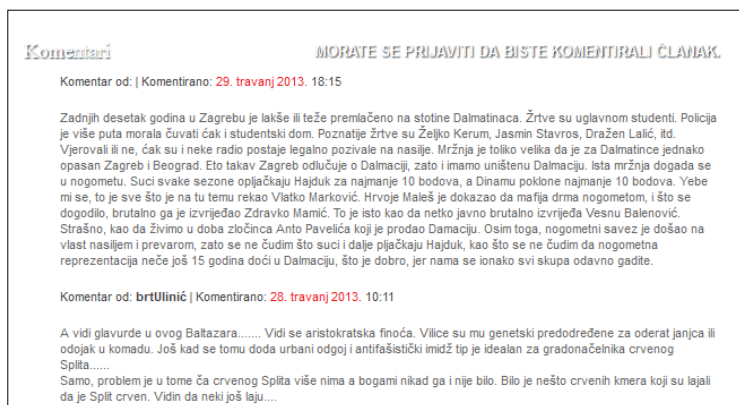 Komentari
MORATE SE PRIJAVITI DA BISTE KOMENTIRALI ČLANAK.
Komentar od: | Komentirano: 29. travanj 2013. 18:15
Zadnjih desetak godina u Zagrebu je lakše ili teže premlaćeno na stotine Dalmatinaca. Žrtve su uglavnom studenti. Policija
je više puta morala čuvati ćak i studentski dom. Poznatije žrtve su Željko Kerum, Jasmin Stavros, Dražen Lalić, itd.
Vjerovali ili ne, ćak su i neke radio postaje legalno pozivale na nasilje. Mržnja je toliko velika da je za Dalmatince jednako
opasan Zagreb i Beograd. Eto takav Zagreb odlučuje o Dalmaciji, zato i imamo uništenu Dalmaciju. Ista mržnja dogada se
u nogometu. Suci svake sezone opljačkaju Hajduk za najmanje 10 bodova, a Dinamu poklone najmanje 10 bodova. Yebe
mi se, to je sve što je na tu temu rekao Vlatko Marković. Hrvoje Maleš je dokazao da mafija drma nogometom, i što se
dogodilo, brutalno ga je izvrijeđao Zdravko Mamić. To je isto kao da netko javno brutalno izvrijeđa Vesnu Balenović.
Strašno, kao da živimo u doba zločinca Anto Pavelića koji je prodao Damaciju. Osim toga, nogometni savez je došao na
vlast nasiljem i prevarom, zato se ne čudim što suci i dalje pljačkaju Hajduk, kao što se ne čudim da nogometna
reprezentacija neče još 15 godina doći u Dalmaciju, što je dobro, jer nama se ionako svi skupa odavno gadite.
Komentar od: brtUlinić | Komentirano: 28. travanj 2013. 10:11
A vidi glavurde u ovog Baltazara....... Vidi se aristokratska finoća. Vilice su mu genetski predodređene za oderat janjca ili
odojak u komadu. Još kad se tomu doda urbani odgoj i antifašistički imidž tip je idealan za gradonačelnika crvenog
Splita......
Samo, problem je u tome ča crvenog Splita više nima a bogami nikad ga i nije bilo. Bilo je nešto crvenih kmera koji su lajali
da je Split crven. Vidin da neki još laju....